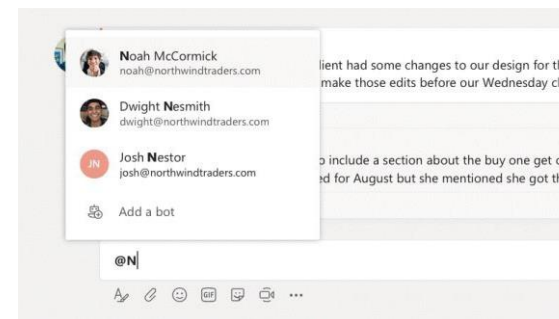 Noah McCormick
noah@northwindtraders.com
lient had some changes to our design for
make those edits before our Wednesday
Dwight Nesmith
dwight@northwindtraders.com
JN
Josh Nestor
josh@northwindtraders.com
include a section about the buy one get
ed for August but she mentioned she got
Add a bot
@N
GIF